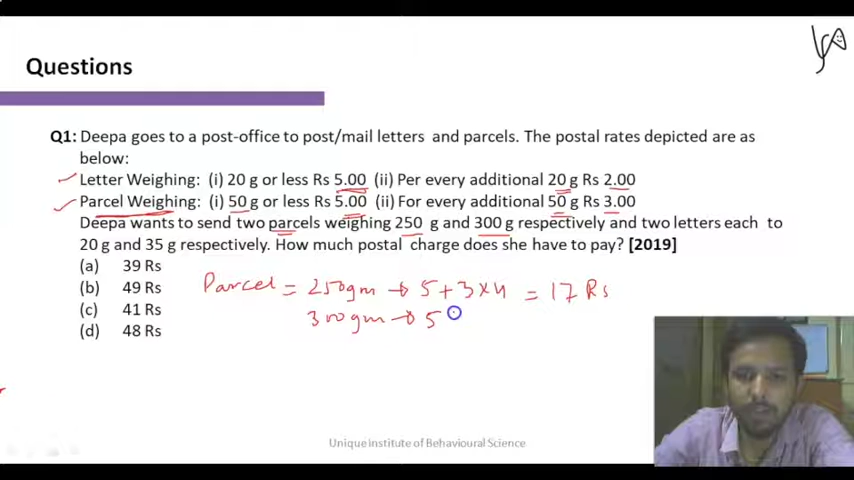 Questions
Q1: Deepa goes to a post-office to post/mail letters and parcels. The postal rates depicted are as
below:
Letter Weighing: (i) 20 g or less Rs 5.00 (ii) Per every additional 20 g Rs 2.00
Parcel Weighing: (i) 50 g or less Rs 5.00 (ii) For every additional 50 g Rs 3.00
Deepa wants to send two parcels weighing 250 g and 300 g respectively and two letters each to
20 g and 35 g respectively. How much postal charge does she have to pay? [2019]
(a) 39 Rs
(b) 49 Rs
(c) 41 Rs
(d) 48 Rs
Parcel = 250gm → 5 + 3 × 4 = 17 Rs
300gm → 5
Unique institute of Behavioural Science